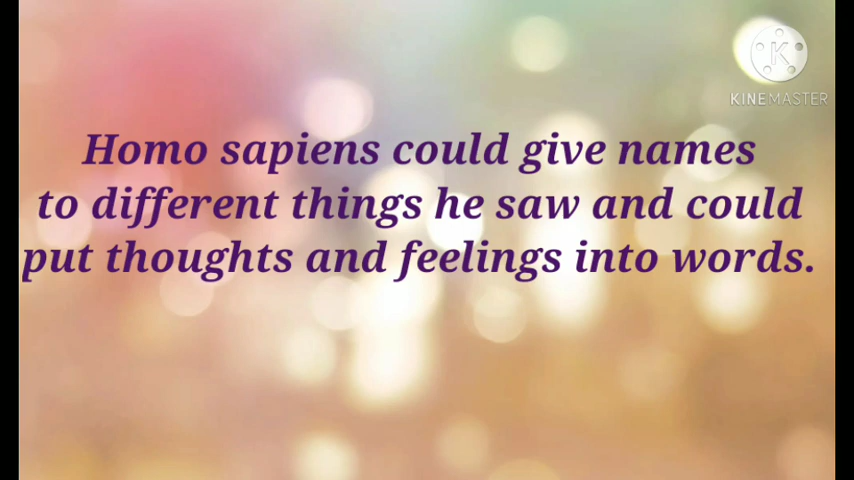 KINEMASTER
Homo sapiens could give names
to different things he saw and could
put thoughts and feelings into words.